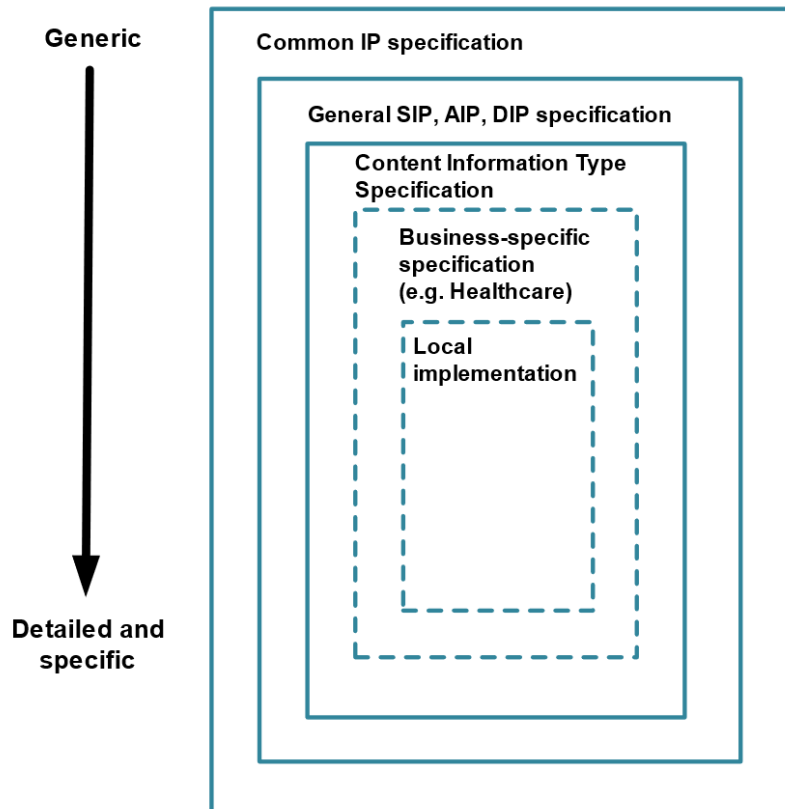 Generic
Common IP specification
General SIP, AIP, DIP specification
Content Information Type
Specification
Business-specific
specification
(e.g. Healthcare)
Local
implementation
Detailed and
specific